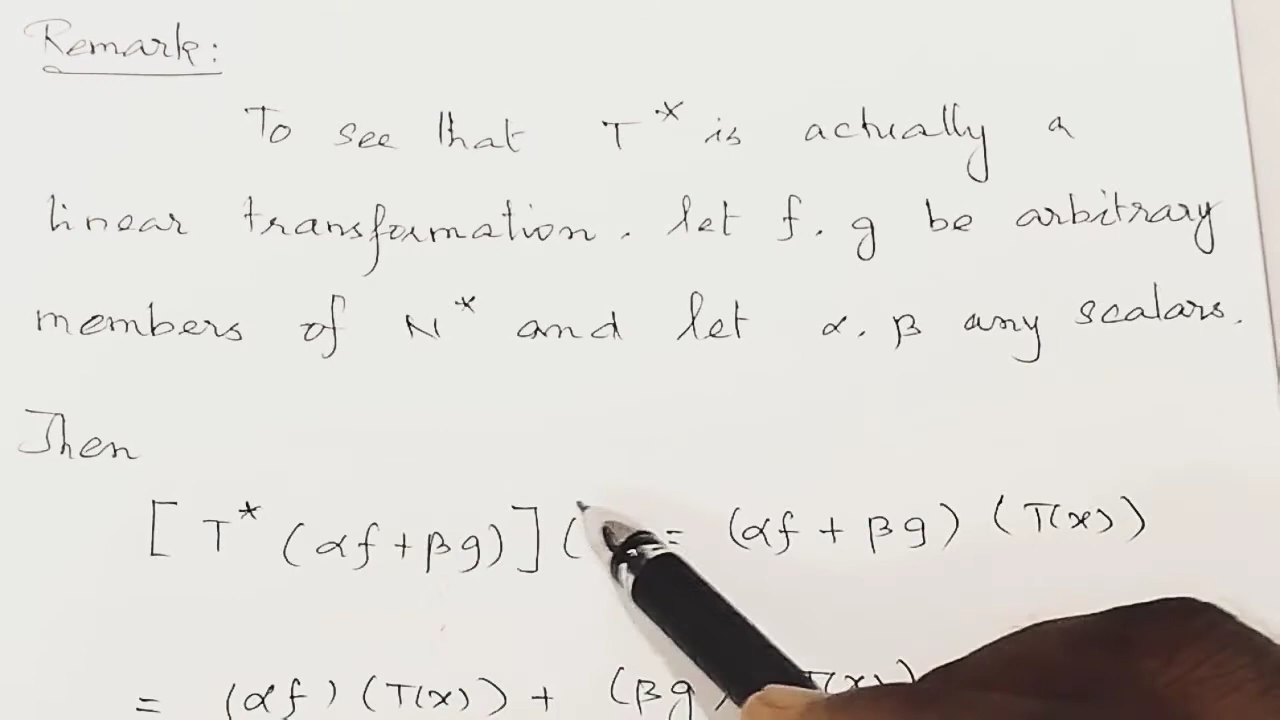 Remark:
To see that T* is actually a
linear transformation. let f, g be arbitrary
members of N* and let α, β any scalars.
Then
[T* (αf+βg)] ( = (αf + βg) (T(x))
= (αf) (T(x)) + (βg T(x))